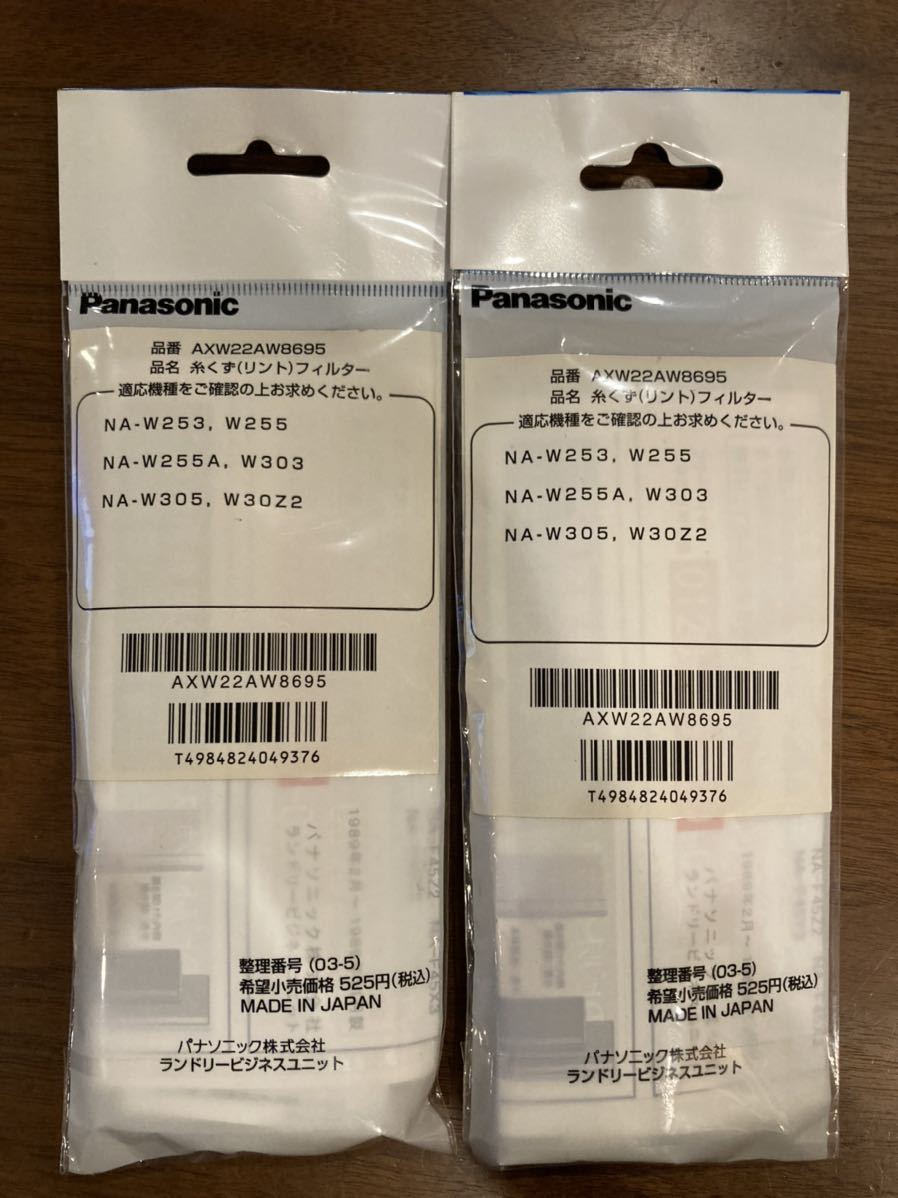 Panasonic
品番 AXW22AW8695
品名 糸くず(リント)フィルター
適応機種をご確認の上お求めください。
NA-W253, W255
NA-W255A, W303
NA-W305, W30Z2
AXW22AW8695
T4984824049376
整理番号 (03-5)
希望小売価格 525円(税込)
MADE IN JAPAN
パナソニック株式会社
ランドリービジネスユニット
Panasonic
品番 AXW22AW8695
品名 糸くず(リント)フィルター
適応機種をご確認の上お求めください。
NA-W253, W255
NA-W255A, W303
NA-W305, W30Z2
AXW22AW8695
T4984824049376
整理番号 (03-5)
希望小売価格 525円(税込)
MADE IN JAPAN
パナソニック株式会社
ランドリービジネスユニット